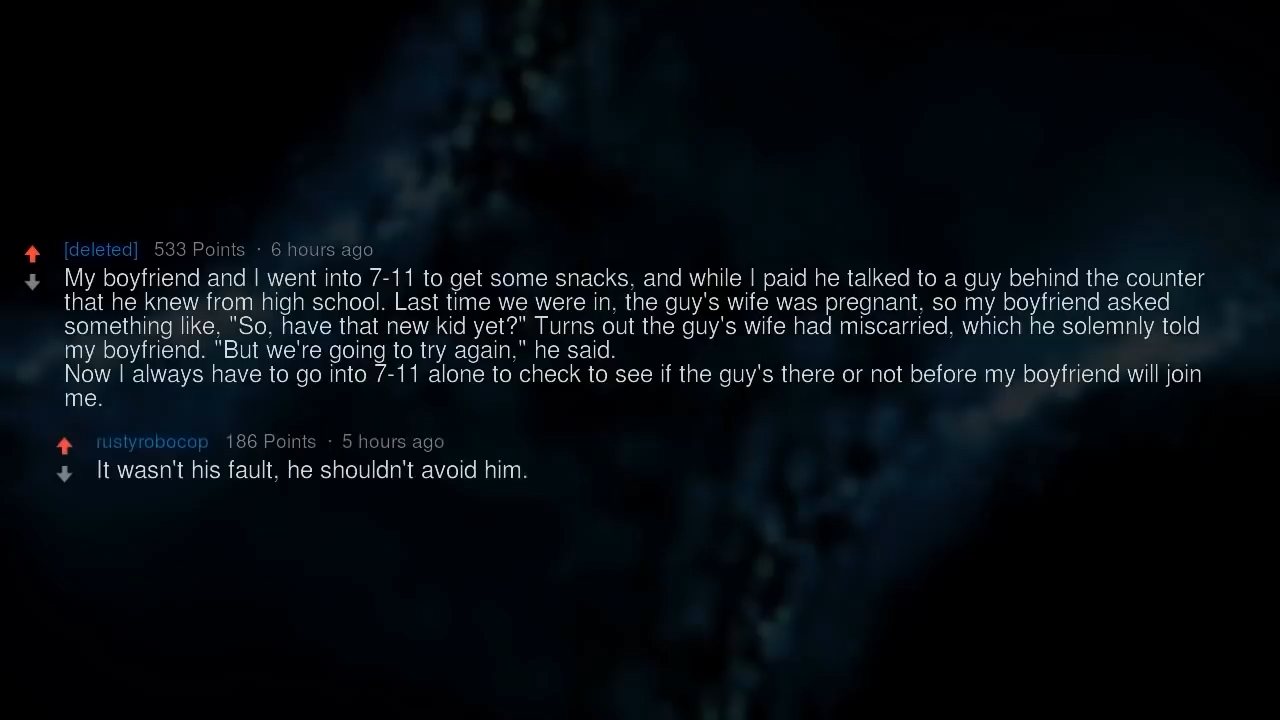 [deleted] 533 Points · 6 hours ago
My boyfriend and I went into 7-11 to get some snacks, and while I paid he talked to a guy behind the counter
that he knew from high school. Last time we were in, the guy's wife was pregnant, so my boyfriend asked
something like, "So, have that new kid yet?" Turns out the guy's wife had miscarried, which he solemnly told
my boyfriend. "But we're going to try again," he said.
Now I always have to go into 7-11 alone to check to see if the guy's there or not before my boyfriend will join
me.
rustyrobocop 186 Points · 5 hours ago
It wasn't his fault, he shouldn't avoid him.